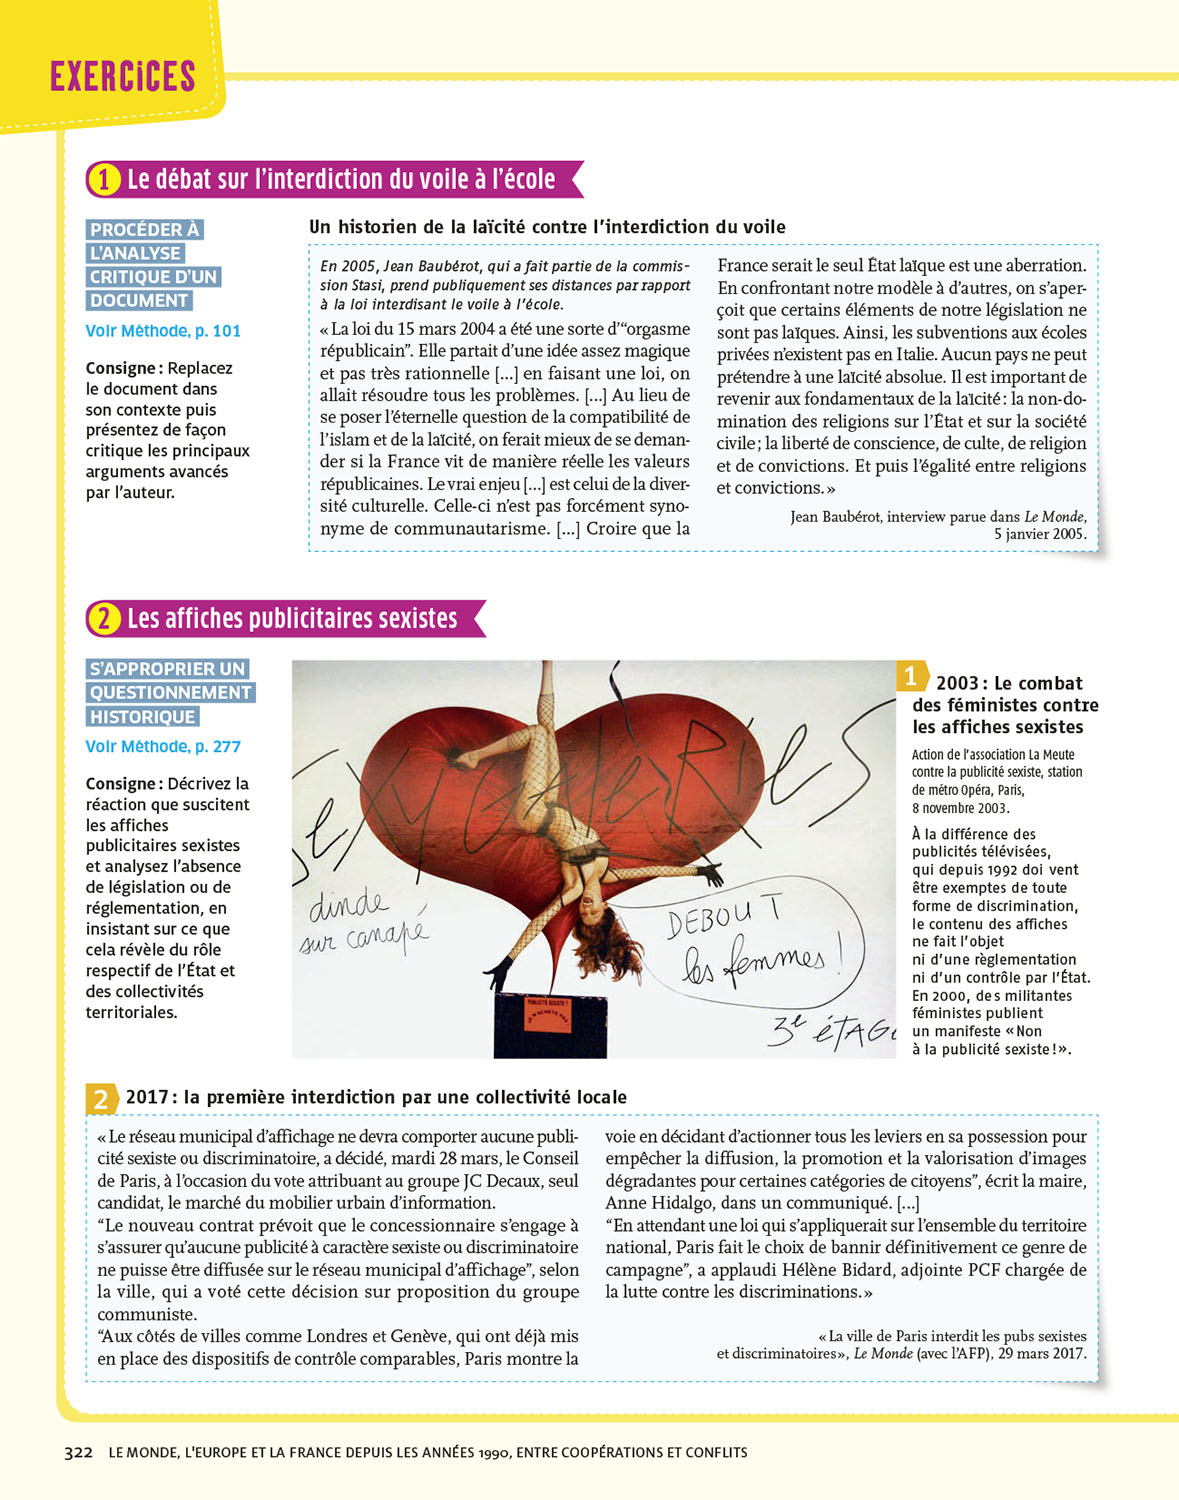 EXERCiCES
1 Le débat sur l'interdiction du voile à l'école
PROCÉDER À
L'ANALYSE
CRITIQUE D'UN
DOCUMENT
Voir Méthode, p. 101
Consigne : Replacez
le document dans
son contexte puis
présentez de façon
critique les principaux
arguments avancés
par l'auteur.
Un historien de la laïcité contre l'interdiction du voile
En 2005, Jean Baubérot, qui a fait partie de la commis-
sion Stasi, prend publiquement ses distances par rapport
à la loi interdisant le voile à l'école.
« La loi du 15 mars 2004 a été une sorte d'“orgasme
républicain”. Elle partait d'une idée assez magique
et pas très rationnelle [...] en faisant une loi, on
allait résoudre tous les problèmes. [...] Au lieu de
se poser l'éternelle question de la compatibilité de
l'islam et de la laïcité, on ferait mieux de se deman-
der si la France vit de manière réelle les valeurs
républicaines. Le vrai enjeu [...] est celui de la diver-
sité culturelle. Celle-ci n'est pas forcément syno-
nyme de communautarisme. [...] Croire que la
France serait le seul État laïque est une aberration.
En confrontant notre modèle à d'autres, on s'aper-
çoit que certains éléments de notre législation ne
sont pas laïques. Ainsi, les subventions aux écoles
privées n'existent pas en Italie. Aucun pays ne peut
prétendre à une laïcité absolue. Il est important de
revenir aux fondamentaux de la laïcité : la non-do-
mination des religions sur l'État et sur la société
civile ; la liberté de conscience, de culte, de religion
et de convictions. Et puis l'égalité entre religions
et convictions. »
Jean Baubérot, interview parue dans Le Monde,
5 janvier 2005.
2 Les affiches publicitaires sexistes
S'APPROPRIER UN
QUESTIONNEMENT
HISTORIQUE
Voir Méthode, p. 277
Consigne : Décrivez la
réaction que suscitent
les affiches
publicitaires sexistes
et analysez l'absence
de législation ou de
réglementation, en
insistant sur ce que
cela révèle du rôle
respectif de l'État et
des collectivités
territoriales.
SEXYGALERIES
dinde
sur canapé
DEBOUT
les femmes !
3e éTAGe
PUBLICITÉ SEXISTE ?
JE N'ACHÈTE PAS
1 2003 : Le combat
des féministes contre
les affiches sexistes
Action de l'association La Meute
contre la publicité sexiste, station
de métro Opéra, Paris,
8 novembre 2003.
À la différence des
publicités télévisées,
qui depuis 1992 doi vent
être exemptes de toute
forme de discrimination,
le contenu des affiches
ne fait l'objet
ni d'une règlementation
ni d'un contrôle par l'État.
En 2000, des militantes
féministes publient
un manifeste « Non
à la publicité sexiste ! ».
2 2017 : la première interdiction par une collectivité locale
« Le réseau municipal d'affichage ne devra comporter aucune publi-
cité sexiste ou discriminatoire, a décidé, mardi 28 mars, le Conseil
de Paris, à l'occasion du vote attribuant au groupe JC Decaux, seul
candidat, le marché du mobilier urbain d'information.
“Le nouveau contrat prévoit que le concessionnaire s'engage à
s'assurer qu'aucune publicité à caractère sexiste ou discriminatoire
ne puisse être diffusée sur le réseau municipal d'affichage”, selon
la ville, qui a voté cette décision sur proposition du groupe
communiste.
“Aux côtés de villes comme Londres et Genève, qui ont déjà mis
en place des dispositifs de contrôle comparables, Paris montre la
voie en décidant d'actionner tous les leviers en sa possession pour
empêcher la diffusion, la promotion et la valorisation d'images
dégradantes pour certaines catégories de citoyens”, écrit la maire,
Anne Hidalgo, dans un communiqué. [...]
“En attendant une loi qui s'appliquerait sur l'ensemble du territoire
national, Paris fait le choix de bannir définitivement ce genre de
campagne”, a applaudi Hélène Bidard, adjointe PCF chargée de
la lutte contre les discriminations. »
« La ville de Paris interdit les pubs sexistes
et discriminatoires », Le Monde (avec l'AFP), 29 mars 2017.
322 LE MONDE, L'EUROPE ET LA FRANCE DEPUIS LES ANNÉES 1990, ENTRE COOPÉRATIONS ET CONFLITS